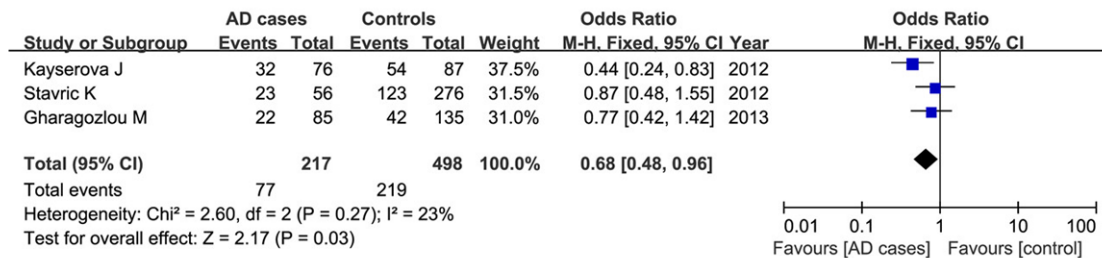 AD cases Controls Odds Ratio Odds Ratio
Study or Subgroup Events Total Events Total Weight M-H, Fixed, 95% CI Year M-H, Fixed, 95% CI
Kayserova J 32 76 54 87 37.5% 0.44 [0.24, 0.83] 2012
Stavric K 23 56 123 276 31.5% 0.87 [0.48, 1.55] 2012
Gharagozlou M 22 85 42 135 31.0% 0.77 [0.42, 1.42] 2013
Total (95% CI) 217 498 100.0% 0.68 [0.48, 0.96]
Total events 77 219
Heterogeneity: Chi² = 2.60, df = 2 (P = 0.27); I² = 23%
Test for overall effect: Z = 2.17 (P = 0.03)
0.01 0.1 1 10 100
Favours [AD cases] Favours [control]